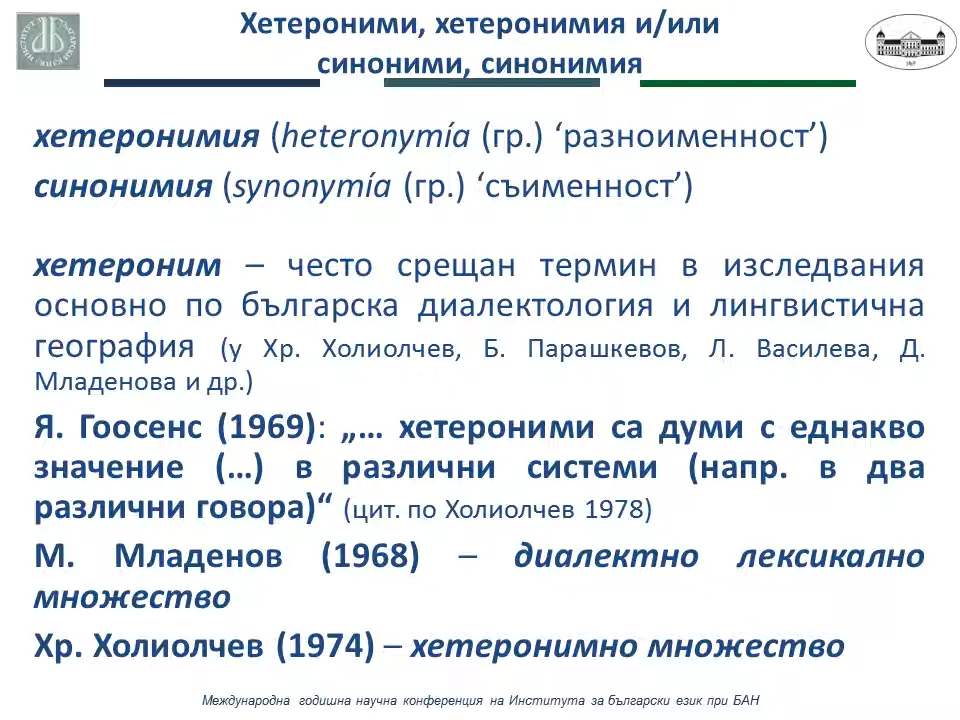 Хетероними, хетеронимия и/или
синоними, синонимия
хетеронимия (heteronymía (гр.) ‘разноименност’)
синонимия (synonymía (гр.) ‘съименност’)
хетероним – често срещан термин в изследвания
основно по българска диалектология и лингвистична
география (у Хр. Холиолчев, Б. Парашкевов, Л. Василева, Д.
Младенова и др.)
Я. Гоосенс (1969): „… хетероними са думи с еднакво
значение (…) в различни системи (напр. в два
различни говора)“ (цит. по Холиолчев 1978)
М. Младенов (1968) – диалектно лексикално
множество
Хр. Холиолчев (1974) – хетеронимно множество
Международна годишна научна конференция на Института за български език при БАН